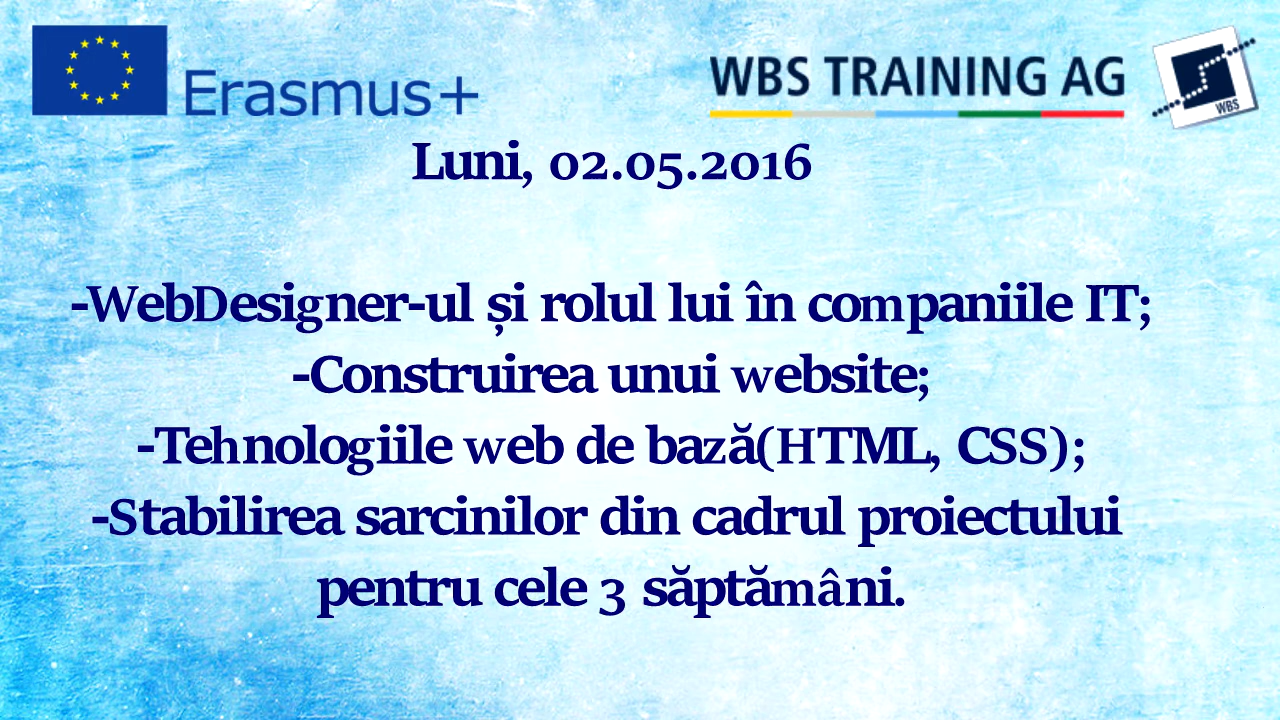 Erasmus+
WBS TRAINING AG
WBS
Luni, 02.05.2016
-WebDesigner-ul și rolul lui în companiile IT;
-Construirea unui website;
-Tehnologiile web de bază(HTML, CSS);
-Stabilirea sarcinilor din cadrul proiectului
pentru cele 3 săptămâni.